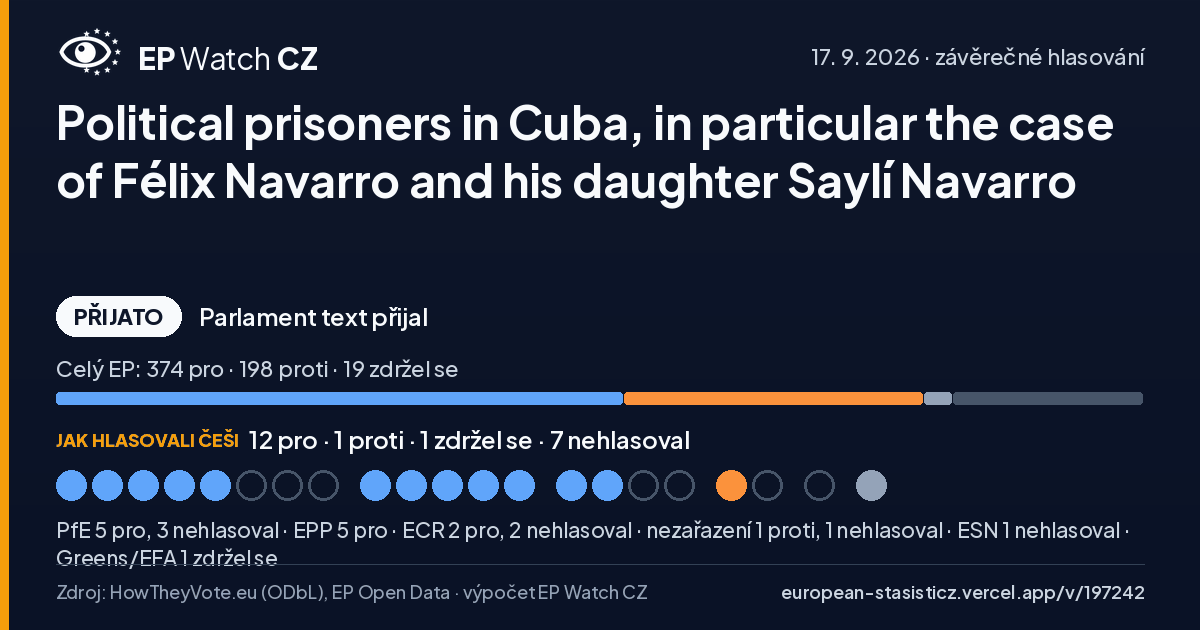 EP Watch CZ
17. 9. 2026 · závěrečné hlasování
Political prisoners in Cuba, in particular the case
of Félix Navarro and his daughter Saylí Navarro
PŘIJATO Parlament text přijal
Celý EP: 374 pro · 198 proti · 19 zdržel se
JAK HLASOVALI ČEŠI 12 pro · 1 proti · 1 zdržel se · 7 nehlasoval
PfE 5 pro, 3 nehlasoval · EPP 5 pro · ECR 2 pro, 2 nehlasoval · nezařazení 1 proti, 1 nehlasoval · ESN 1 nehlasoval ·
Greens/EFA 1 zdržel se
Zdroj: HowTheyVote.eu (ODbL), EP Open Data · výpočet EP Watch CZ
european-stasisticz.vercel.app/v/197242